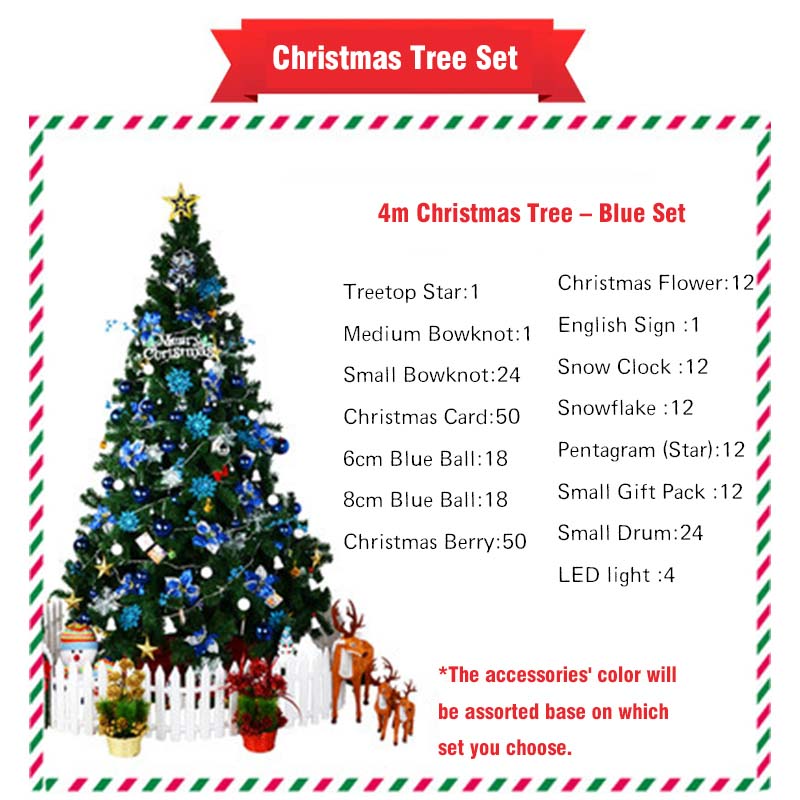 Christmas Tree Set
4m Christmas Tree – Blue Set
Treetop Star:1
Medium Bowknot:1
Small Bowknot:24
Christmas Card:50
6cm Blue Ball:18
8cm Blue Ball:18
Christmas Berry:50
Christmas Flower:12
English Sign :1
Snow Clock :12
Snowflake :12
Pentagram (Star):12
Small Gift Pack :12
Small Drum:24
LED light :4
Merry
Christmas
*The accessories' color will
be assorted base on which
set you choose.